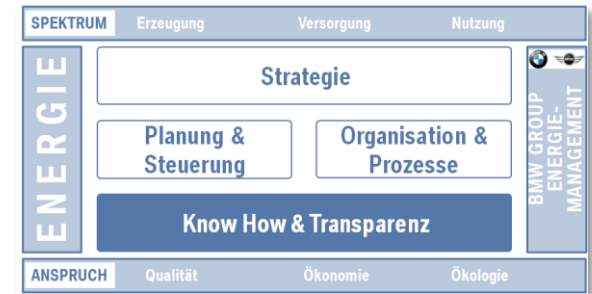 SPEKTRUM Erzeugung Versorgung Nutzung
ENERGIE
Strategie
Planung &
Steuerung
Organisation &
Prozesse
Know How & Transparenz
BMW GROUP
ENERGIE-
MANAGEMENT
ANSPRUCH Qualität Ökonomie Ökologie